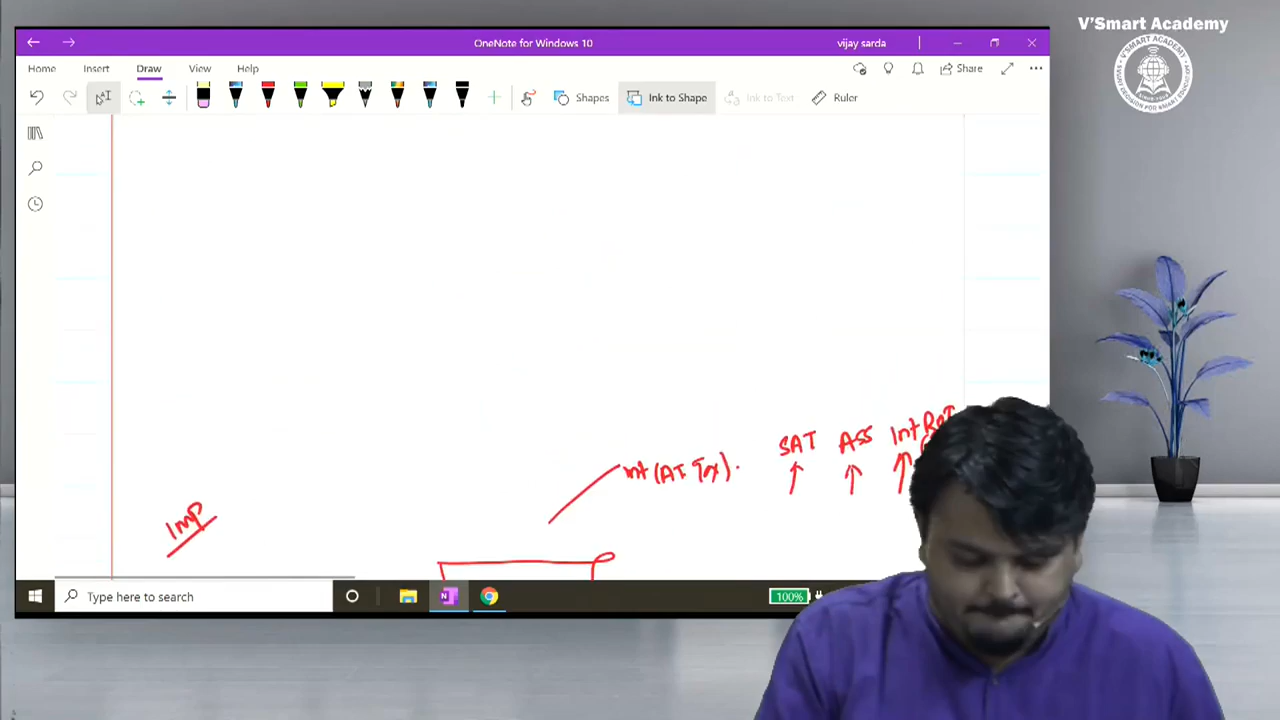 V'Smart Academy
OneNote for Windows 10
vijay sarda
Home Insert Draw View Help
Share
Shapes
Ink to Shape
Ink to Text
Ruler
SAT Ass Int
Int (AT Tax).
Imp
Type here to search
100%